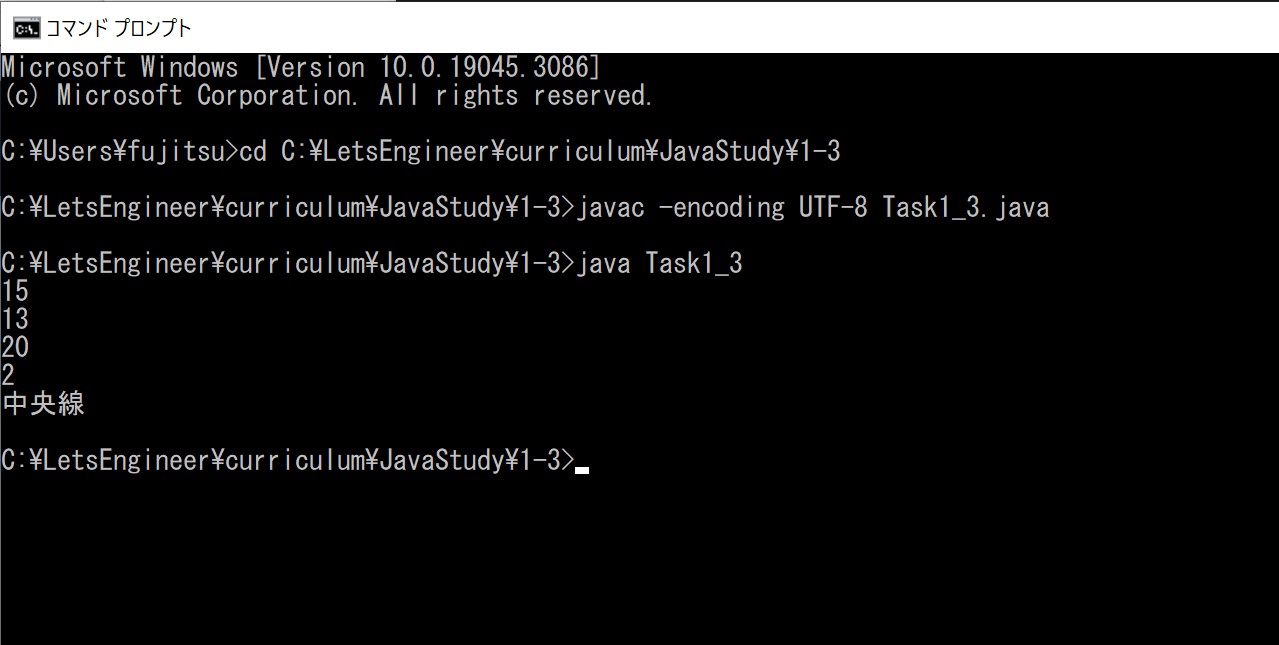 コマンド プロンプト
Microsoft Windows [Version 10.0.19045.3086]
(c) Microsoft Corporation. All rights reserved.
C:¥Users¥fujitsu>cd C:¥LetsEngineer¥curriculum¥JavaStudy¥1-3
C:¥LetsEngineer¥curriculum¥JavaStudy¥1-3>javac -encoding UTF-8 Task1_3.java
C:¥LetsEngineer¥curriculum¥JavaStudy¥1-3>java Task1_3
15
13
20
2
中央線
C:¥LetsEngineer¥curriculum¥JavaStudy¥1-3>